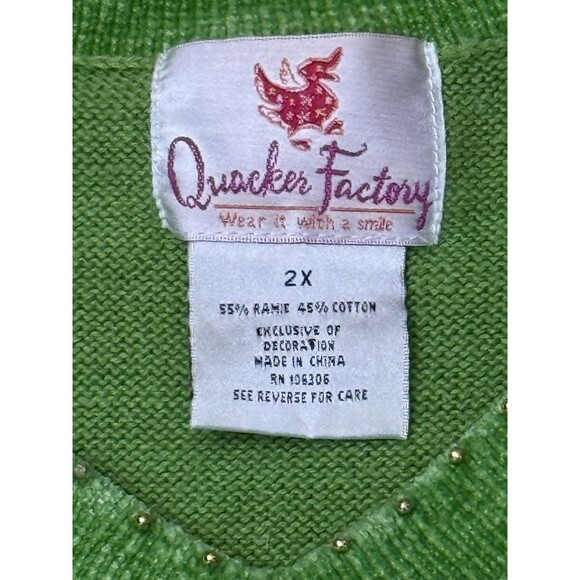 Quacker Factory
Wear it with a smile
2X
55% RAMIE 45% COTTON
EXCLUSIVE OF
DECORATION
MADE IN CHINA
RN 106306
SEE REVERSE FOR CARE